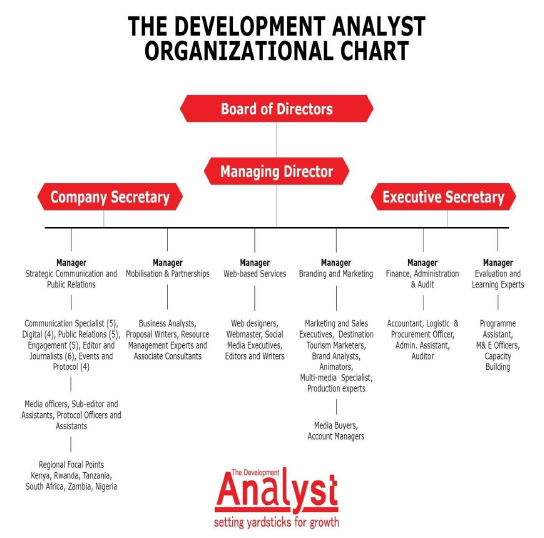 THE DEVELOPMENT ANALYST
ORGANIZATIONAL CHART
Board of Directors
Managing Director
Company Secretary
Executive Secretary
Manager
Strategic Communication and
Public Relations
Communication Specialist (5),
Digital (4), Public Relations (5),
Engagement (5), Editor and
Journalists (6), Events and
Protocol (4)
Media officers, Sub-editor and
Assistants, Protocol Officers and
Assistants
Regional Focal Points
Kenya, Rwanda, Tanzania,
South Africa, Zambia, Nigeria
Manager
Mobilisation & Partnerships
Business Analysts,
Proposal Writers, Resource
Management Experts and
Associate Consultants
Manager
Web-based Services
Web designers,
Webmaster, Social
Media Executives,
Editors and Writers
Manager
Branding and Marketing
Marketing and Sales
Executives, Destination
Tourism Marketers,
Brand Analysts,
Animators,
Multi-media Specialist,
Production experts
Media Buyers,
Account Managers
Manager
Finance, Administration
& Audit
Accountant, Logistic &
Procurement Officer,
Admin. Assistant,
Auditor
Manager
Evaluation and
Learning Experts
Programme
Assistant,
M& E Officers,
Capacity
Building
The Development
Analyst
setting yardsticks for growth